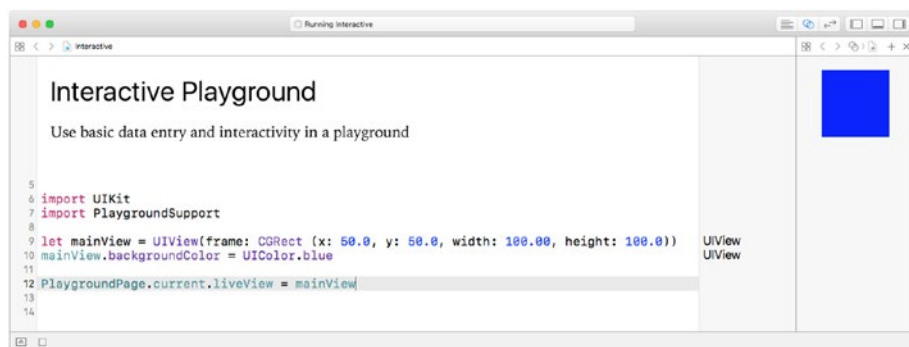 Running Interactive
Interactive
Interactive Playground
Use basic data entry and interactivity in a playground
5
6 import UIKit
7 import PlaygroundSupport
8
9 let mainView = UIView(frame: CGRect (x: 50.0, y: 50.0, width: 100.00, height: 100.0)) UIView
10 mainView.backgroundColor = UIColor.blue UIView
11
12 PlaygroundPage.current.liveView = mainView
13
14